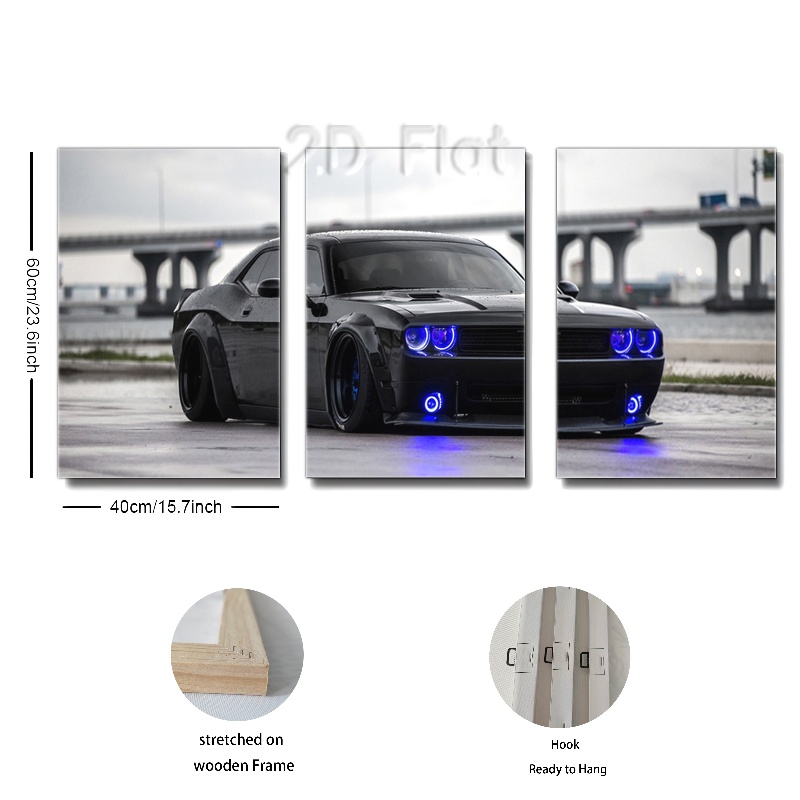 2D Flat
60cm/23.6inch
40cm/15.7inch
stretched on
wooden Frame
Hook
Ready to Hang